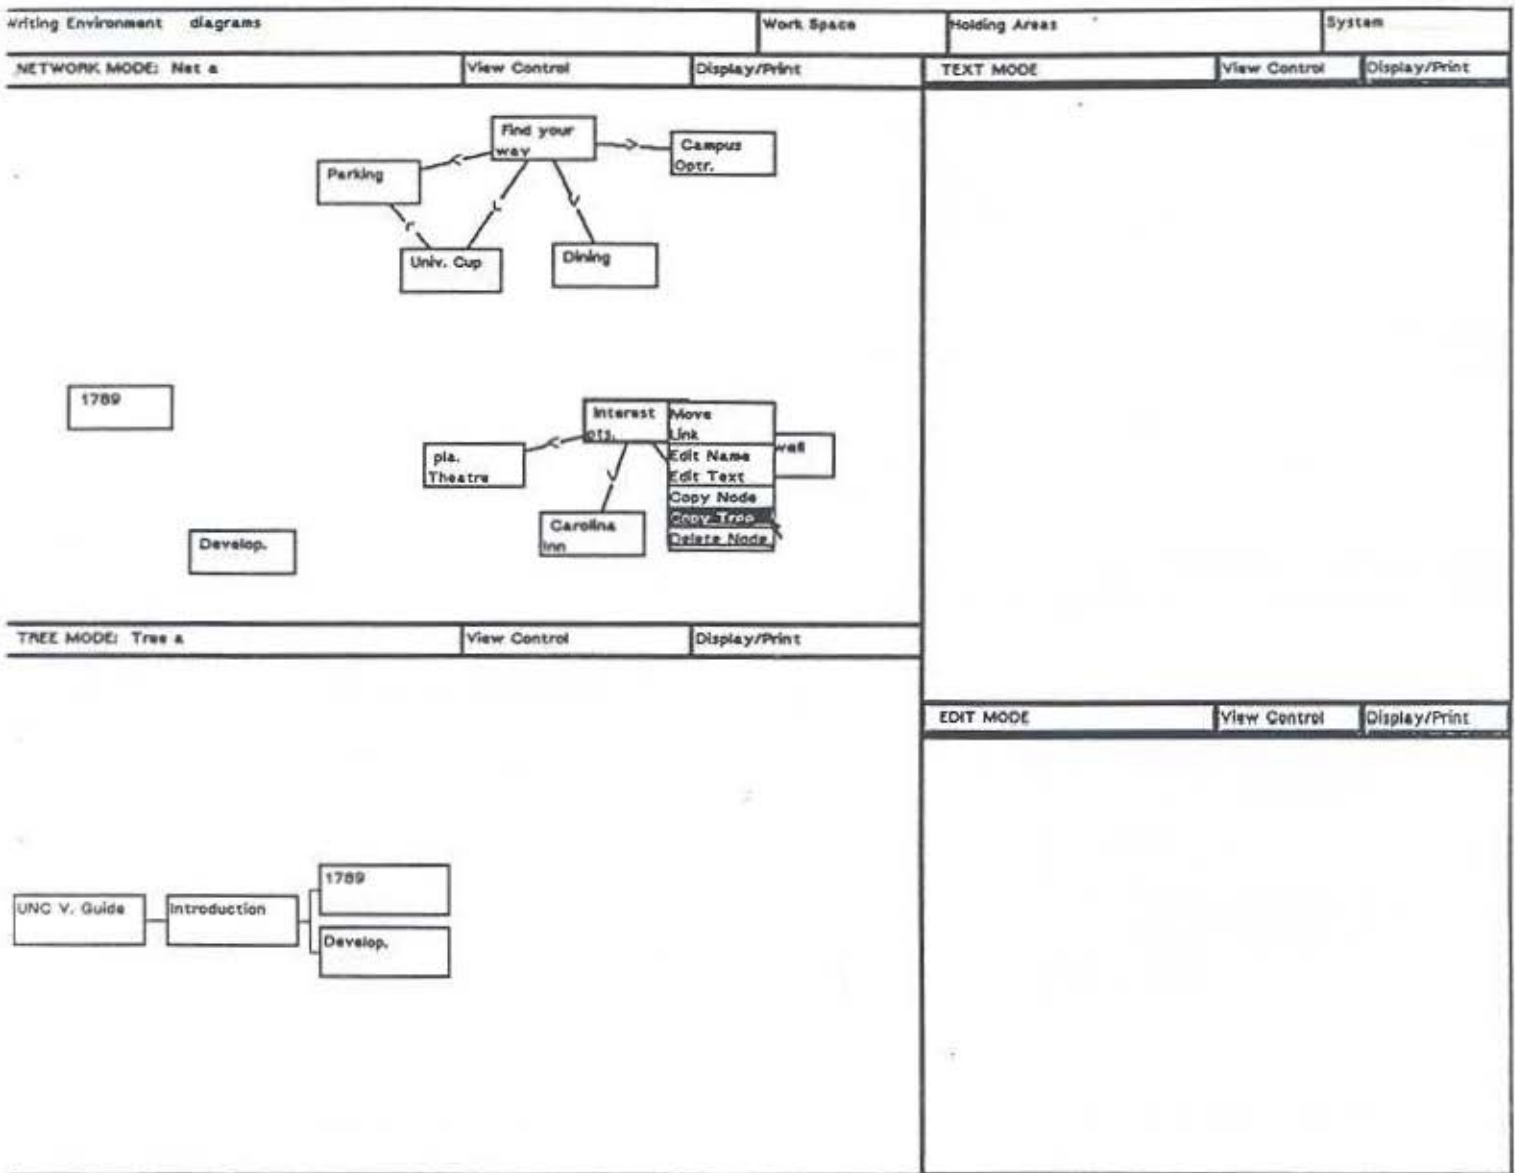 Writing Environment diagrams
Work Space
Holding Areas
System
NETWORK MODE: Net a
View Control
Display/Print
TEXT MODE
View Control
Display/Print
Find your
way
Campus
Optr.
Parking
Univ. Cup
Dining
1789
Interest
pts.
Move
Link
Edit Name
Edit Text
Copy Node
Copy Tree
Delete Node
pla.
Theatre
Carolina
Inn
Develop.
TREE MODE: Tree a
View Control
Display/Print
EDIT MODE
View Control
Display/Print
UNC V. Guide
Introduction
1789
Develop.